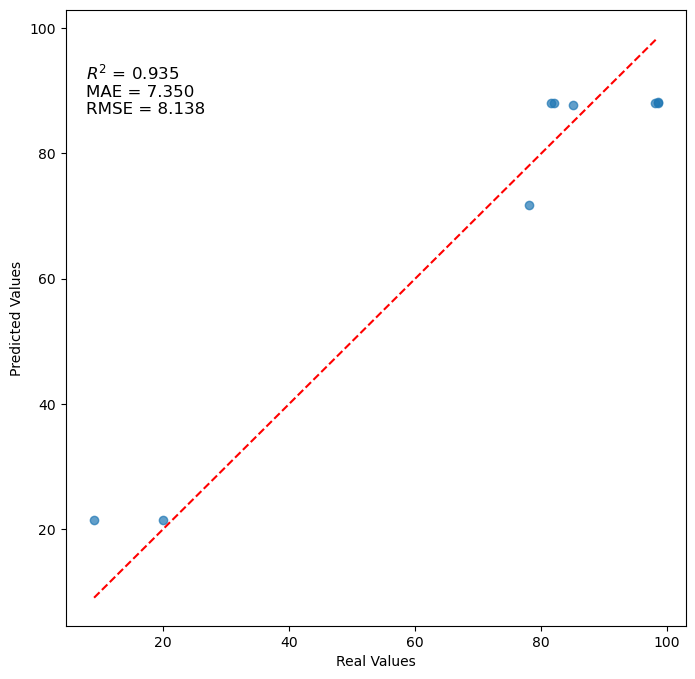 R² = 0.935
MAE = 7.350
RMSE = 8.138
100
80
60
40
20
Predicted Values
20 40 60 80 100
Real Values